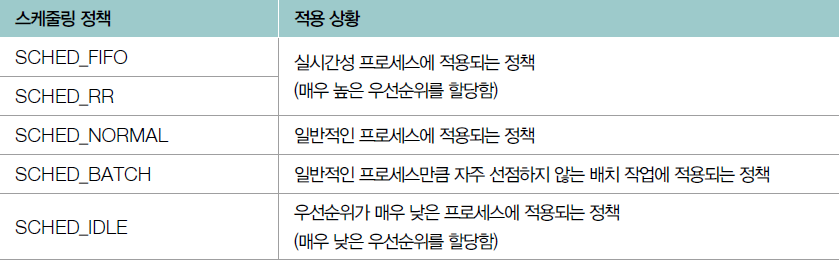 스케줄링 정책 적용 상황
SCHED_FIFO
실시간성 프로세스에 적용되는 정책
(매우 높은 우선순위를 할당함)
SCHED_RR
SCHED_NORMAL 일반적인 프로세스에 적용되는 정책
SCHED_BATCH 일반적인 프로세스만큼 자주 선점하지 않는 배치 작업에 적용되는 정책
SCHED_IDLE
우선순위가 매우 낮은 프로세스에 적용되는 정책
(매우 낮은 우선순위를 할당함)